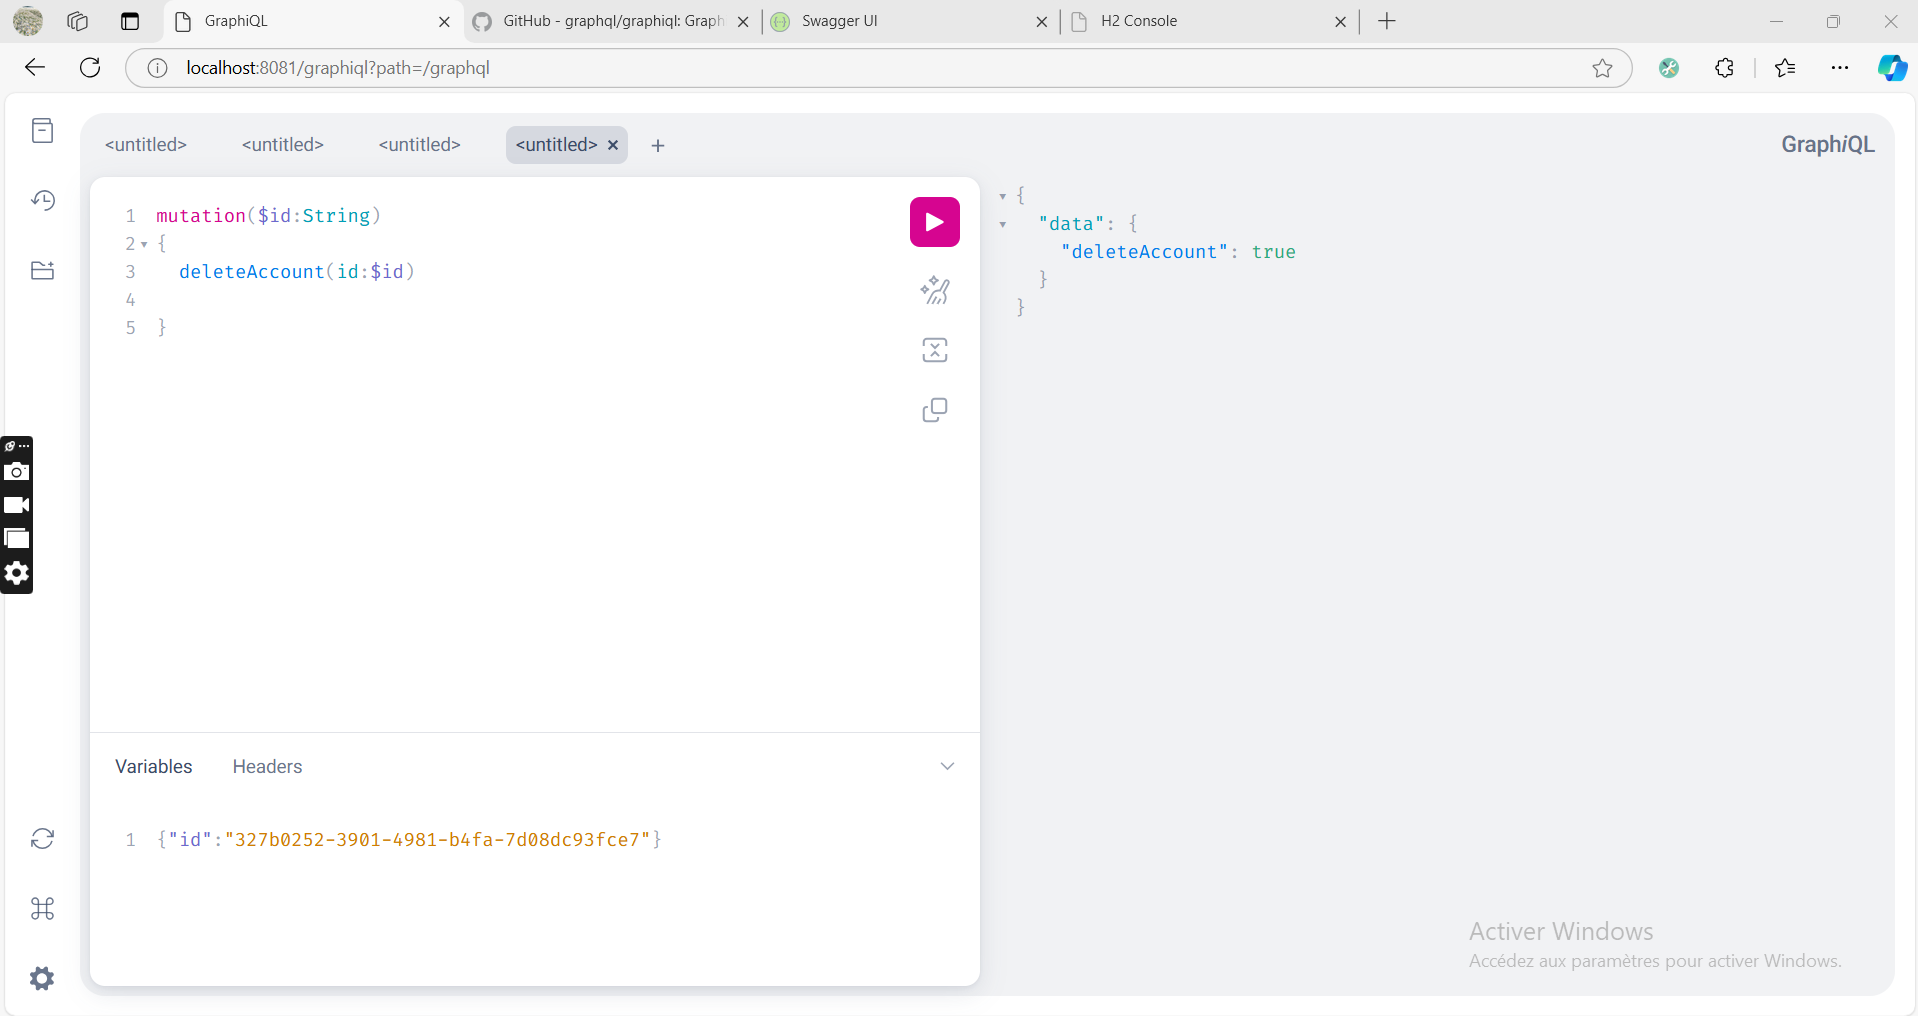 GraphiQL
GitHub - graphql/graphiql: Graph
Swagger UI
H2 Console
localhost:8081/graphiql?path=/graphql
<untitled> <untitled> <untitled> <untitled>
GraphiQL
1 mutation($id:String)
2 {
3 deleteAccount(id:$id)
4
5 }
{
"data": {
"deleteAccount": true
}
}
Variables Headers
1 {"id":"327b0252-3901-4981-b4fa-7d08dc93fce7"}
Activer Windows
Accédez aux paramètres pour activer Windows.